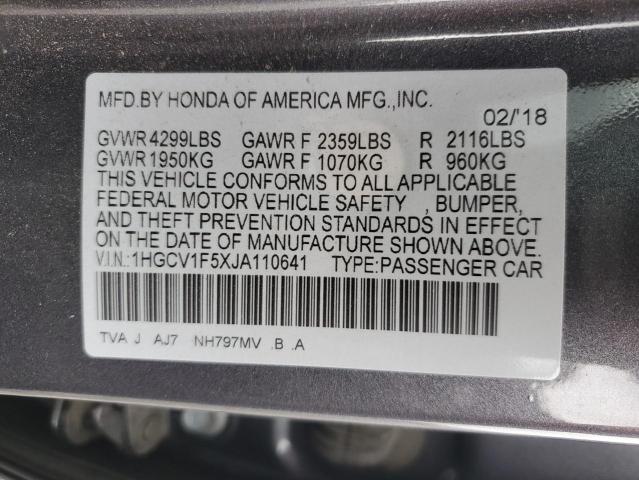 MFD.BY HONDA OF AMERICA MFG.,INC.
02/'18
GVWR 4299LBS GAWR F 2359LBS R 2116LBS
GVWR 1950KG GAWR F 1070KG R 960KG
THIS VEHICLE CONFORMS TO ALL APPLICABLE
FEDERAL MOTOR VEHICLE SAFETY , BUMPER,
AND THEFT PREVENTION STANDARDS IN EFFECT
ON THE DATE OF MANUFACTURE SHOWN ABOVE.
V.I.N.:1HGCV1F5XJA110641 TYPE:PASSENGER CAR
TVA J AJ7 NH797MV .B .A